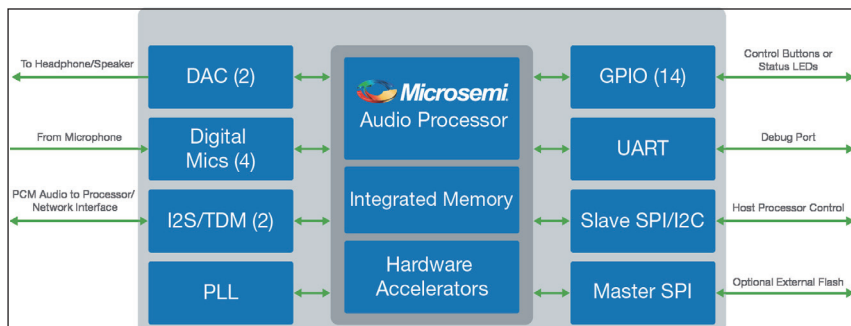 To Headphone/Speaker
DAC (2)
From Microphone
Digital
Mics (4)
PCM Audio to Processor/
Network Interface
I2S/TDM (2)
PLL
Microsemi
Audio Processor
Integrated Memory
Hardware
Accelerators
GPIO (14)
Control Buttons or
Status LEDs
UART
Debug Port
Slave SPI/I2C
Host Processor Control
Master SPI
Optional External Flash